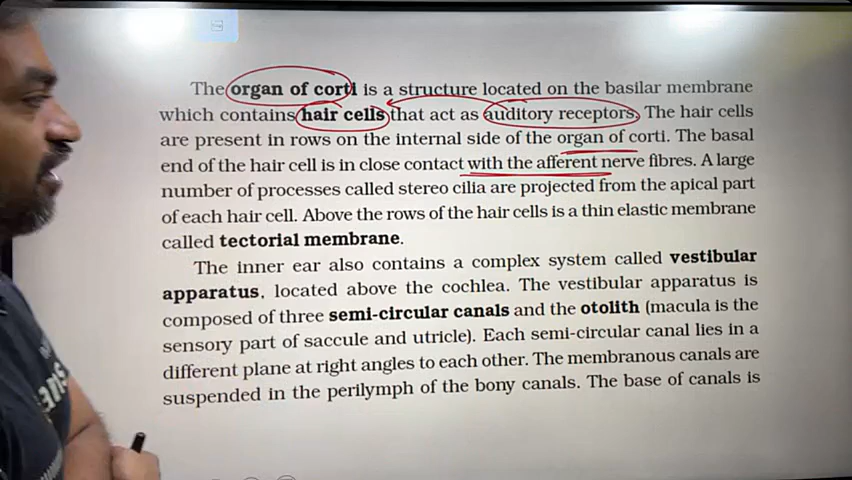 The organ of corti is a structure located on the basilar membrane
which contains hair cells that act as auditory receptors. The hair cells
are present in rows on the internal side of the organ of corti. The basal
end of the hair cell is in close contact with the afferent nerve fibres. A large
number of processes called stereo cilia are projected from the apical part
of each hair cell. Above the rows of the hair cells is a thin elastic membrane
called tectorial membrane.
The inner ear also contains a complex system called vestibular
apparatus, located above the cochlea. The vestibular apparatus is
composed of three semi-circular canals and the otolith (macula is the
sensory part of saccule and utricle). Each semi-circular canal lies in a
different plane at right angles to each other. The membranous canals are
suspended in the perilymph of the bony canals. The base of canals is